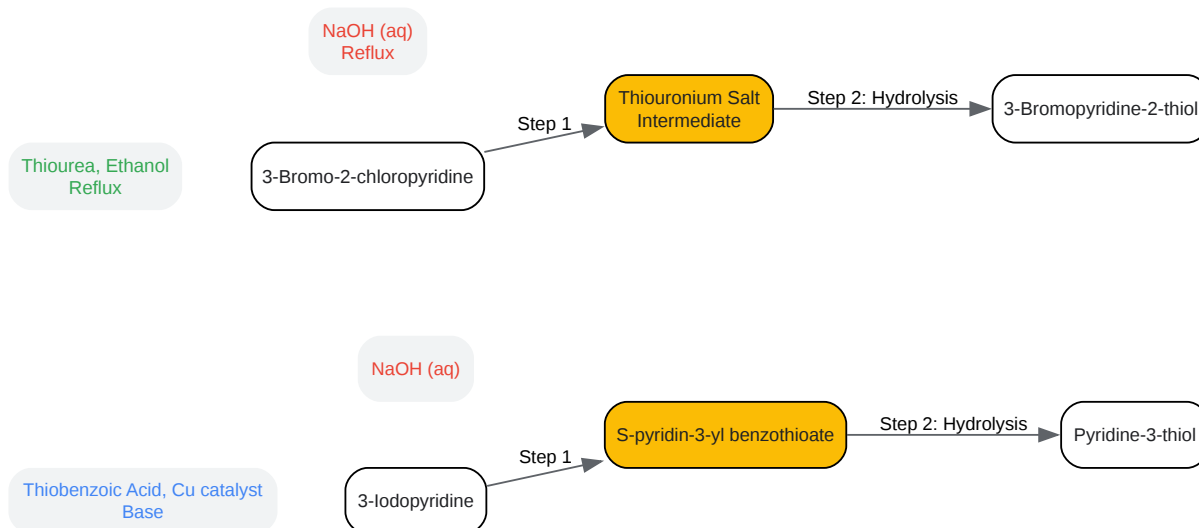 NaOH (aq)
Reflux
Thiouronium Salt
Intermediate
Step 2: Hydrolysis
3-Bromopyridine-2-thiol
Step 1
Thiourea, Ethanol
Reflux
3-Bromo-2-chloropyridine
NaOH (aq)
S-pyridin-3-yl benzothioate
Step 2: Hydrolysis
Pyridine-3-thiol
Step 1
Thiobenzoic Acid, Cu catalyst
Base
3-Iodopyridine